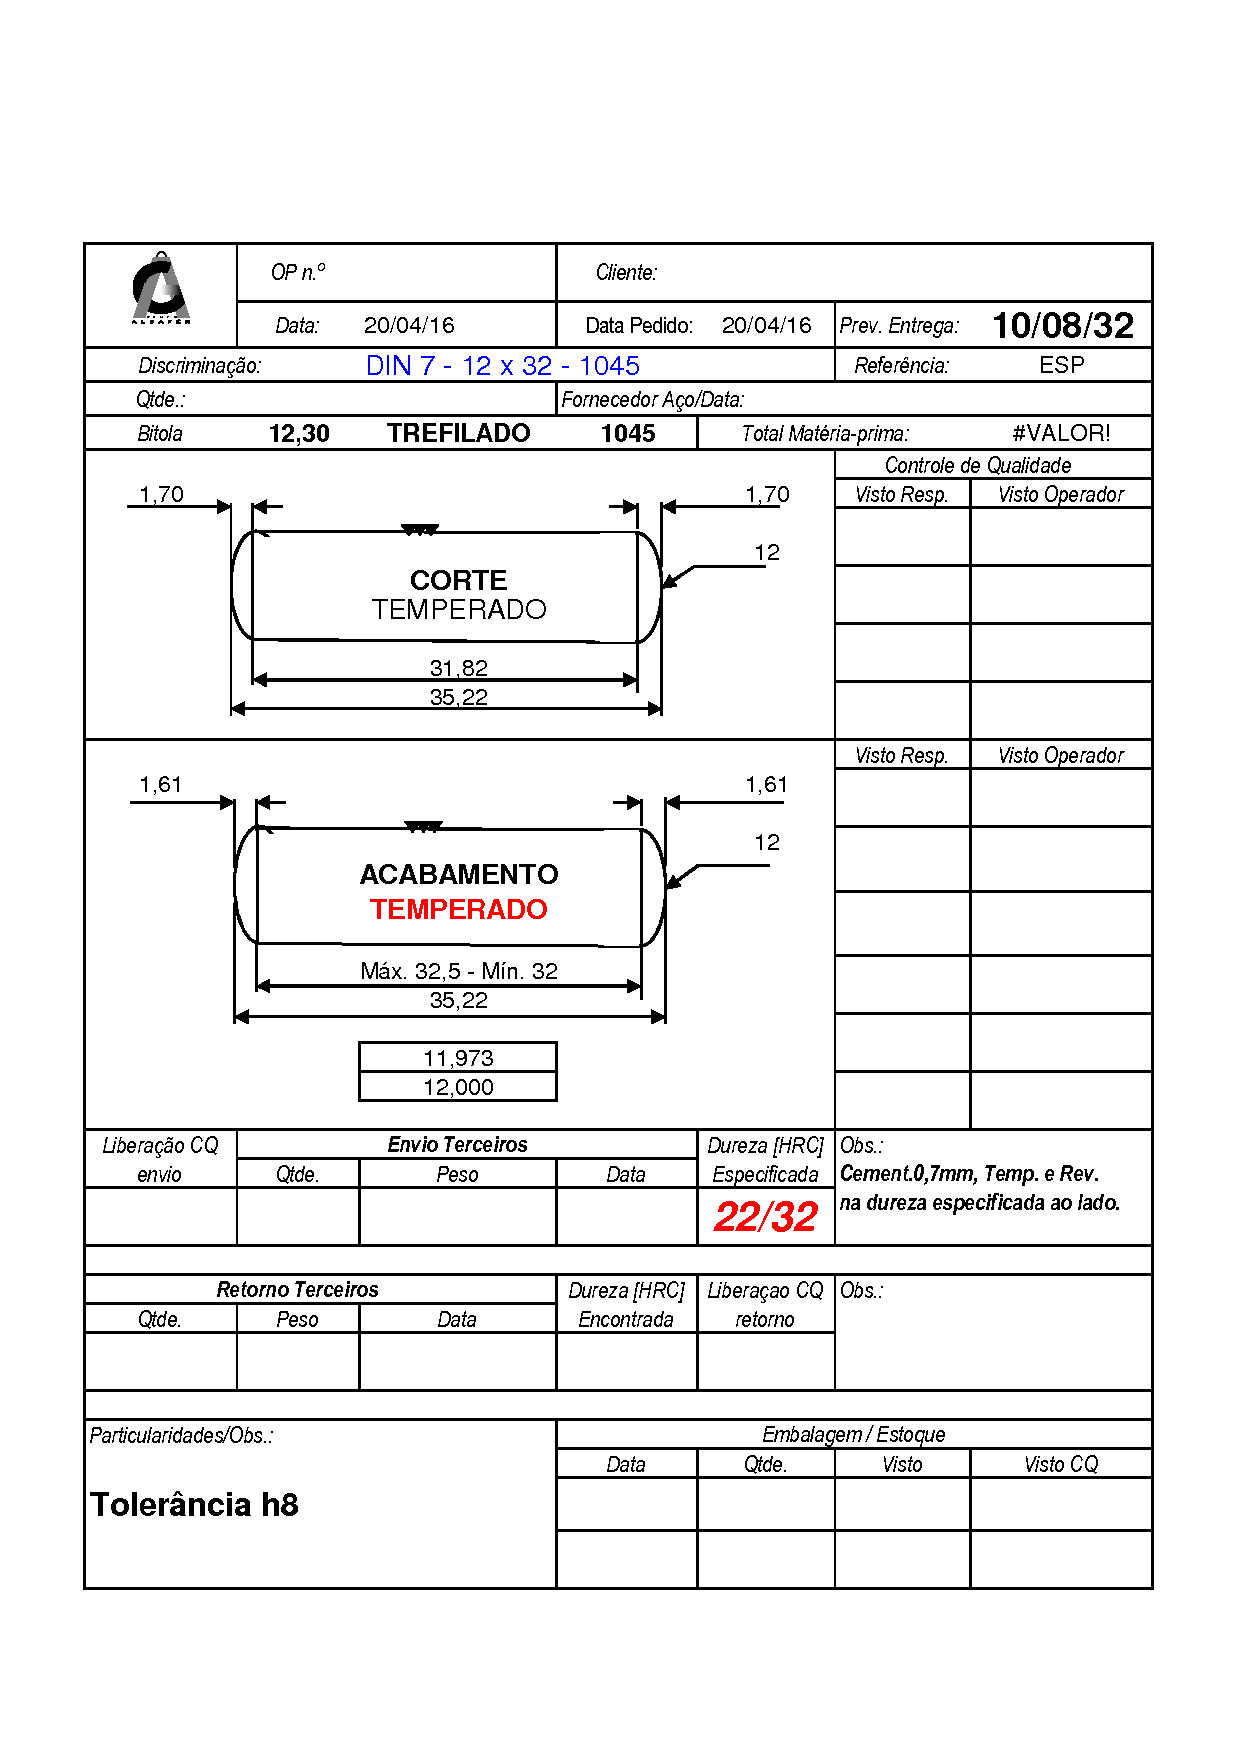 ALFAFER
OP n.º Cliente:
Data: 20/04/16 Data Pedido: 20/04/16 Prev. Entrega: 10/08/32
Discriminação: DIN 7 - 12 x 32 - 1045 Referência: ESP
Qtde.: Fornecedor Aço/Data:
Bitola 12,30 TREFILADO 1045 Total Matéria-prima: #VALOR!
Controle de Qualidade
1,70 1,70 Visto Resp. Visto Operador
12
CORTE
TEMPERADO
31,82
35,22
Visto Resp. Visto Operador
1,61 1,61
12
ACABAMENTO
TEMPERADO
Máx. 32,5 - Mín. 32
35,22
11,973
12,000
Liberação CQ Envio Terceiros Dureza [HRC] Obs.:
envio Qtde. Peso Data Especificada Cement.0,7mm, Temp. e Rev.
22/32 na dureza especificada ao lado.
Retorno Terceiros Dureza [HRC] Liberaçao CQ Obs.:
Qtde. Peso Data Encontrada retorno
Particularidades/Obs.: Embalagem / Estoque
Data Qtde. Visto Visto CQ
Tolerância h8